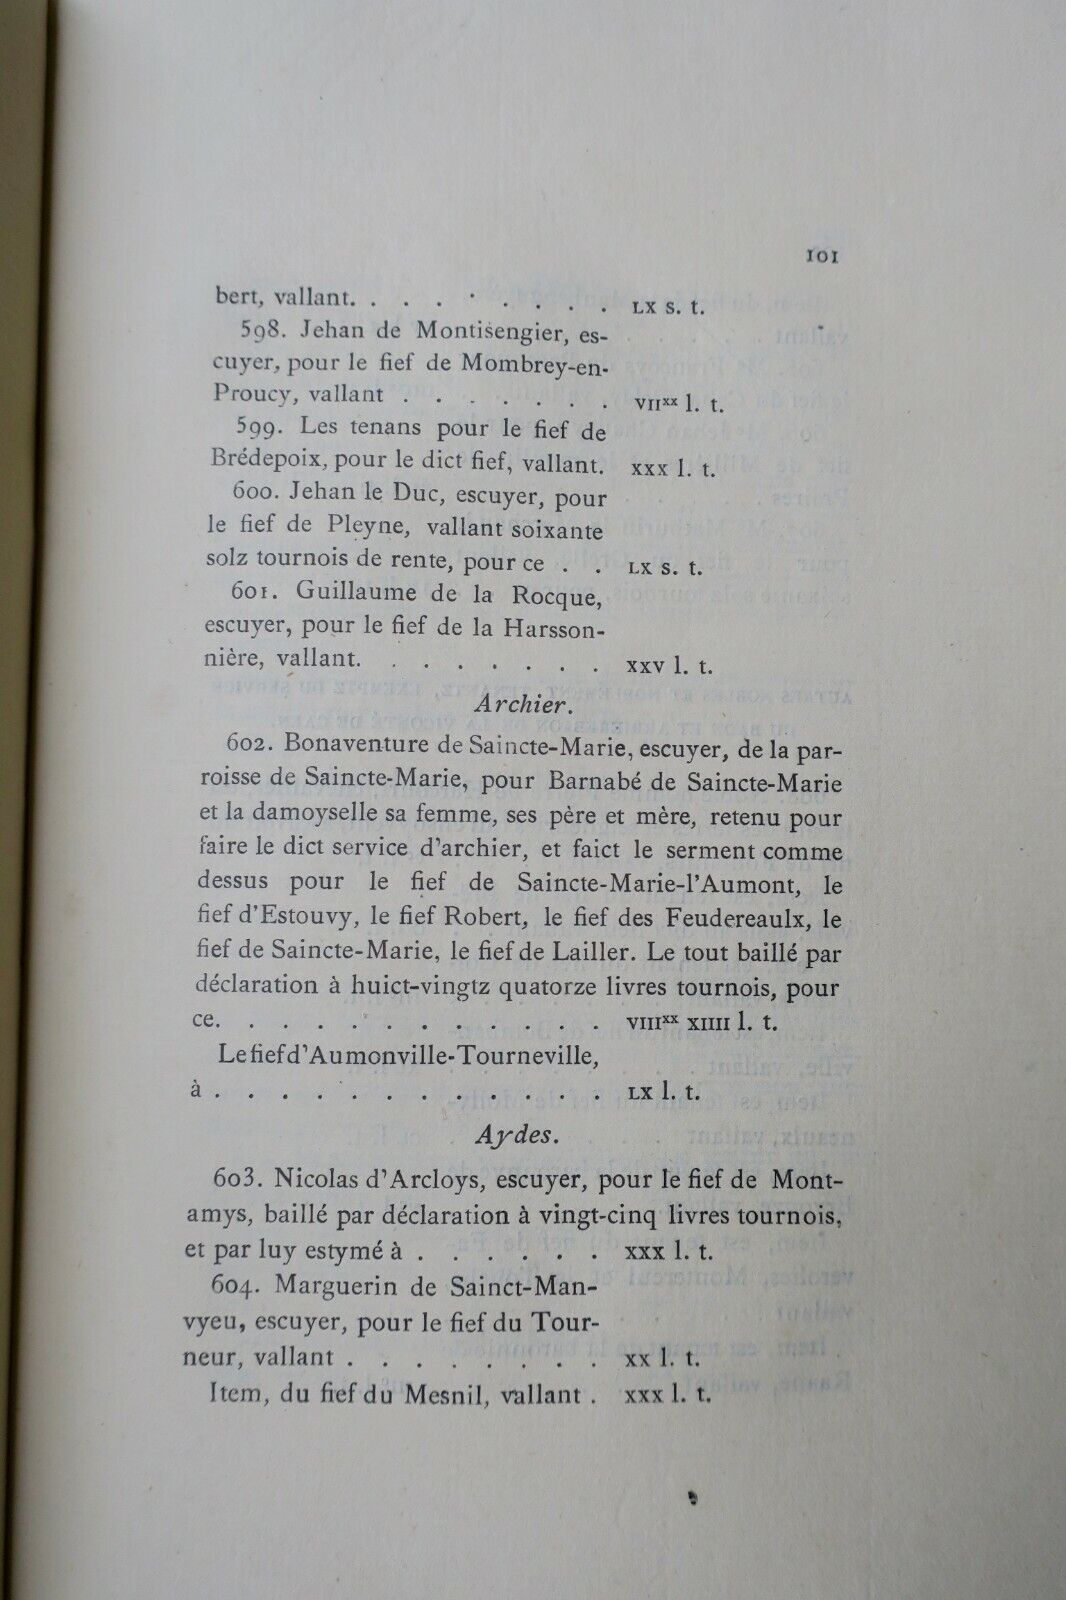 101
bert, vallant. . . . . . . . LX s. t.
598. Jehan de Montisengier, es-
cuyer, pour le fief de Mombrey-en-
Proucy, vallant . . . . . . . VIIxx l. t.
599. Les tenans pour le fief de
Brédepoix, pour le dict fief, vallant. XXX l. t.
600. Jehan le Duc, escuyer, pour
le fief de Pleyne, vallant soixante
solz tournois de rente, pour ce . . LX s. t.
601. Guillaume de la Rocque,
escuyer, pour le fief de la Harsson-
nière, vallant. . . . . . . . XXV l. t.
Archier.
602. Bonaventure de Saincte-Marie, escuyer, de la par-
roisse de Saincte-Marie, pour Barnabé de Saincte-Marie
et la damoyselle sa femme, ses père et mère, retenu pour
faire le dict service d'archier, et faict le serment comme
dessus pour le fief de Saincte-Marie-l'Aumont, le
fief d'Estouvy, le fief Robert, le fief des Feudereaulx, le
fief de Saincte-Marie, le fief de Lailler. Le tout baillé par
déclaration à huict-vingtz quatorze livres tournois, pour
ce. . . . . . . . . . . . . VIIIxx XIIII l. t.
Le fief d'Aumonville-Tourneville,
à . . . . . . . . . . . . . LX l. t.
Aydes.
603. Nicolas d'Arcloys, escuyer, pour le fief de Mont-
amys, baillé par déclaration à vingt-cinq livres tournois,
et par luy estymé à . . . . . . XXX l. t.
604. Marguerin de Sainct-Man-
vyeu, escuyer, pour le fief du Tour-
neur, vallant . . . . . . . . XX l. t.
Item, du fief du Mesnil, vallant . XXX l. t.